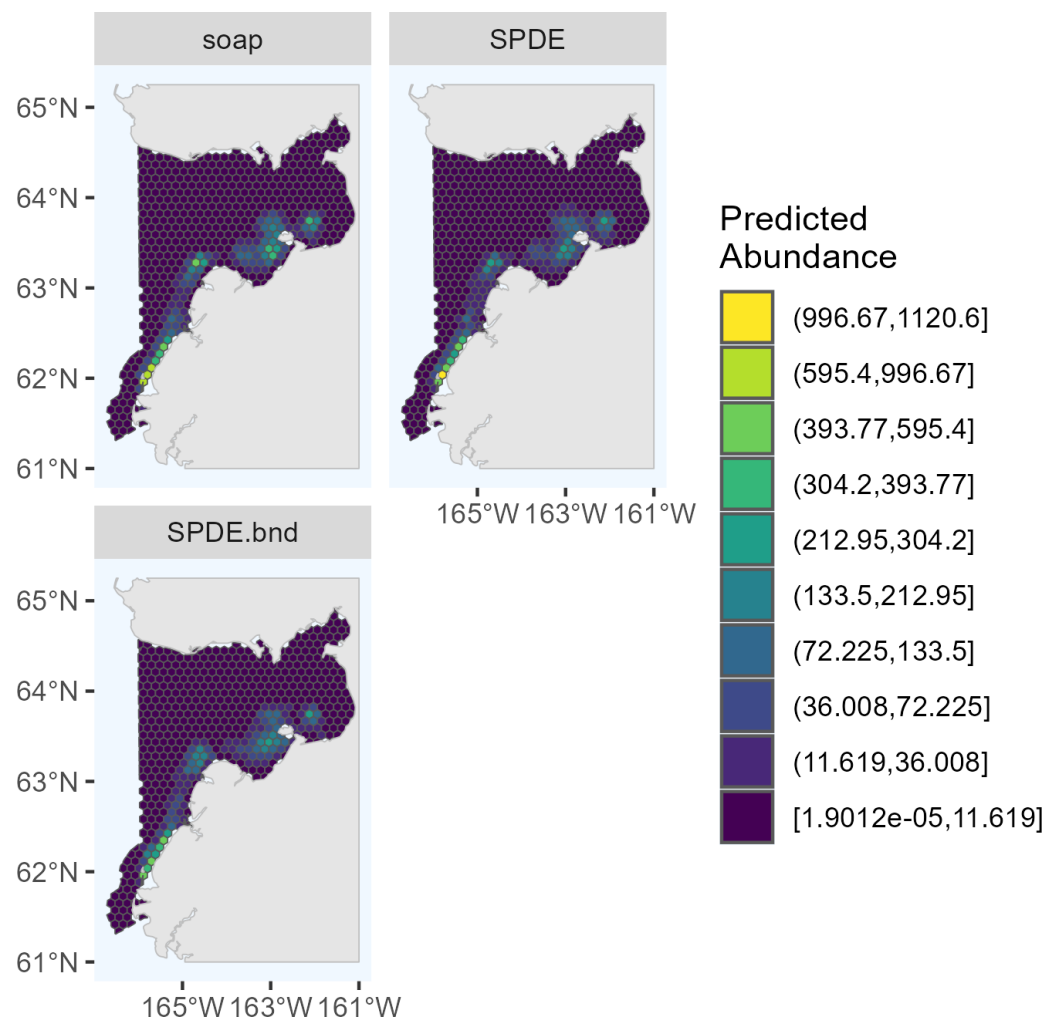 soap
SPDE
65°N
64°N
63°N
62°N
61°N
165°W 163°W 161°W
SPDE.bnd
65°N
64°N
63°N
62°N
61°N
165°W 163°W 161°W
Predicted
Abundance
(996.67,1120.6]
(595.4,996.67]
(393.77,595.4]
(304.2,393.77]
(212.95,304.2]
(133.5,212.95]
(72.225,133.5]
(36.008,72.225]
(11.619,36.008]
[1.9012e-05,11.619]